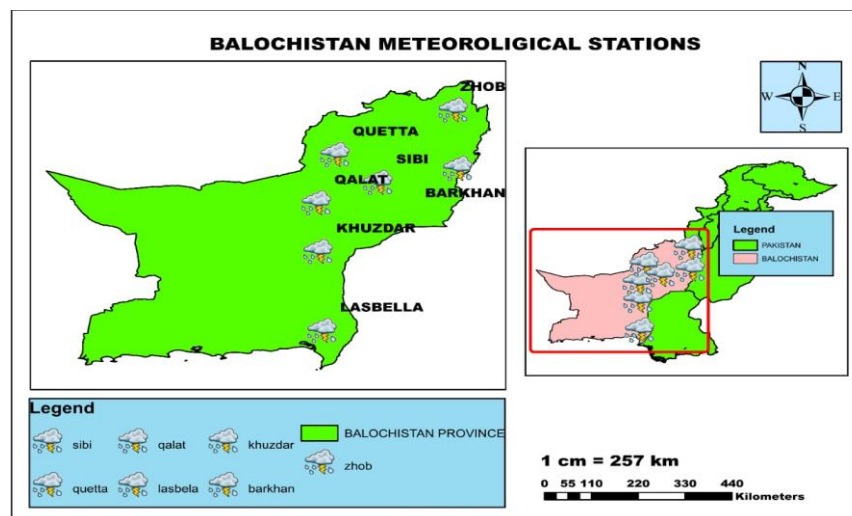 BALOCHISTAN METEOROLIGICAL STATIONS
N
W E
S
ZHOB
QUETTA
SIBI
QALAT
BARKHAN
KHUZDAR
LASBELLA
Legend
PAKISTAN
BALOCHISTAN
Legend
sibi qalat khuzdar BALOCHISTAN PROVINCE
zhob
quetta lasbela barkhan
1 cm = 257 km
0 55 110 220 330 440
Kilometers